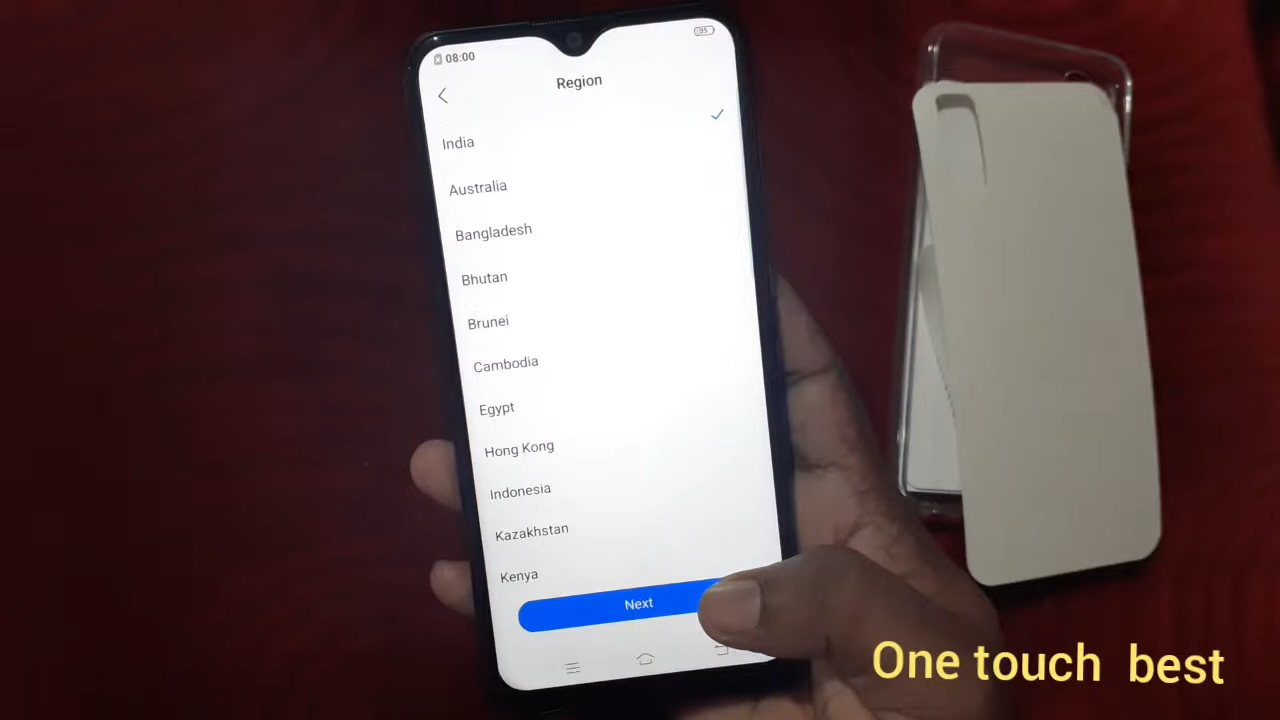 08:00
95
Region
India
Australia
Bangladesh
Bhutan
Brunei
Cambodia
Egypt
Hong Kong
Indonesia
Kazakhstan
Kenya
Next
One touch best